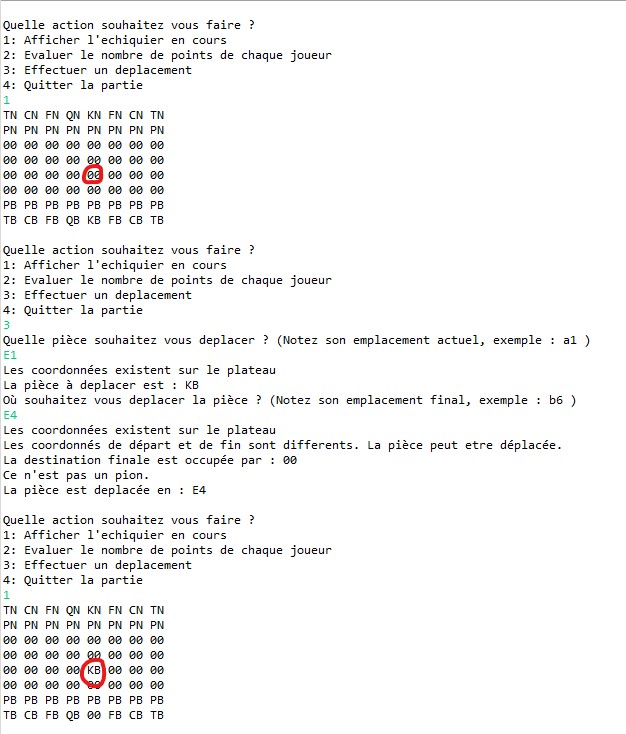 Quelle action souhaitez vous faire ?
1: Afficher l'echiquier en cours
2: Evaluer le nombre de points de chaque joueur
3: Effectuer un deplacement
4: Quitter la partie
1
TN CN FN QN KN FN CN TN
PN PN PN PN PN PN PN PN
00 00 00 00 00 00 00 00
00 00 00 00 00 00 00 00
00 00 00 00 00 00 00 00
00 00 00 00 00 00 00 00
PB PB PB PB PB PB PB PB
TB CB FB QB KB FB CB TB
Quelle action souhaitez vous faire ?
1: Afficher l'echiquier en cours
2: Evaluer le nombre de points de chaque joueur
3: Effectuer un deplacement
4: Quitter la partie
3
Quelle pièce souhaitez vous deplacer ? (Notez son emplacement actuel, exemple : a1 )
E1
Les coordonnées existent sur le plateau
La pièce à deplacer est : KB
Où souhaitez vous deplacer la pièce ? (Notez son emplacement final, exemple : b6 )
E4
Les coordonnées existent sur le plateau
Les coordonnés de départ et de fin sont differents. La pièce peut etre déplacée.
La destination finale est occupée par : 00
Ce n'est pas un pion.
La pièce est deplacée en : E4
Quelle action souhaitez vous faire ?
1: Afficher l'echiquier en cours
2: Evaluer le nombre de points de chaque joueur
3: Effectuer un deplacement
4: Quitter la partie
1
TN CN FN QN KN FN CN TN
PN PN PN PN PN PN PN PN
00 00 00 00 00 00 00 00
00 00 00 00 00 00 00 00
00 00 00 00 KB 00 00 00
00 00 00 00 00 00 00 00
PB PB PB PB PB PB PB PB
TB CB FB QB 00 FB CB TB